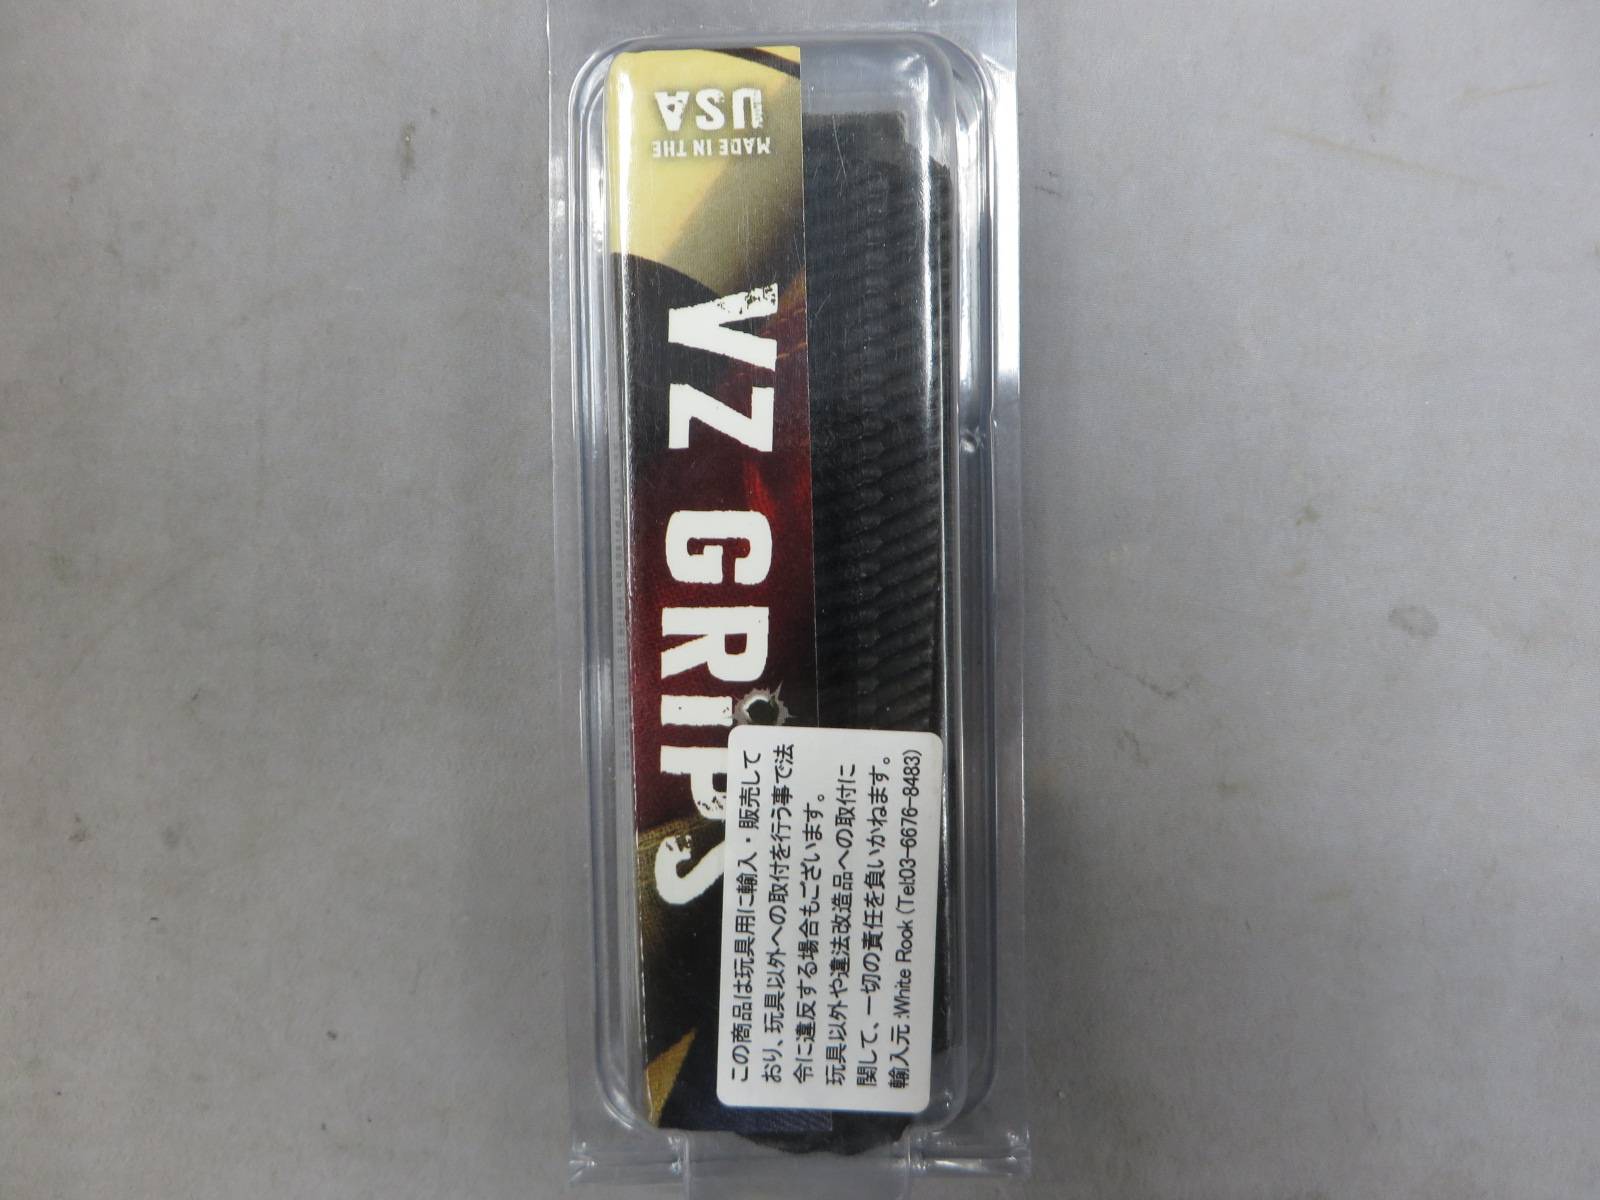 MADE IN THE
USA
VZ GRIPS
この商品は玩具用に輸入・販売して
おり、玩具以外への取付を行う事で法
令に違反する場合もございます。
玩具以外や違法改造品への取付に
関して、一切の責任を負いかねます。
輸入元:White Rook (Tel:03-6676-8483)